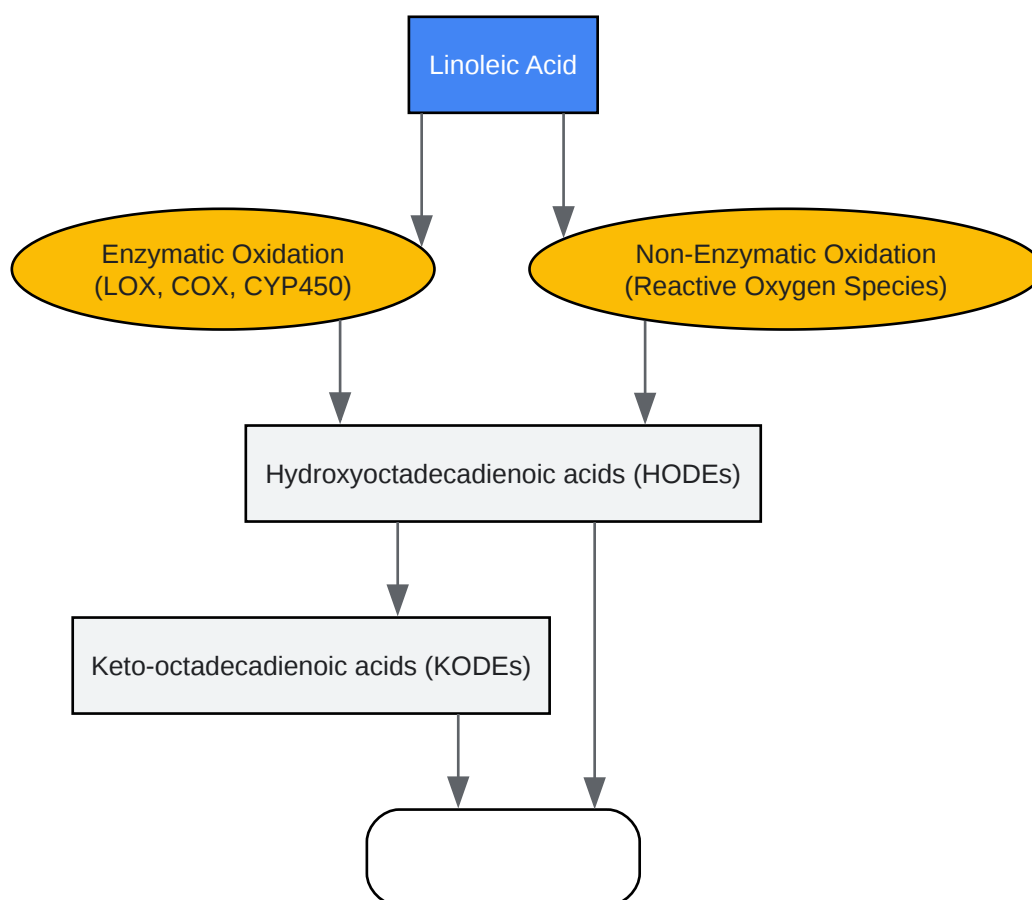 Linoleic Acid
Enzymatic Oxidation
(LOX, COX, CYP450)
Non-Enzymatic Oxidation
(Reactive Oxygen Species)
Hydroxyoctadecadienoic acids (HODEs)
Keto-octadecadienoic acids (KODEs)